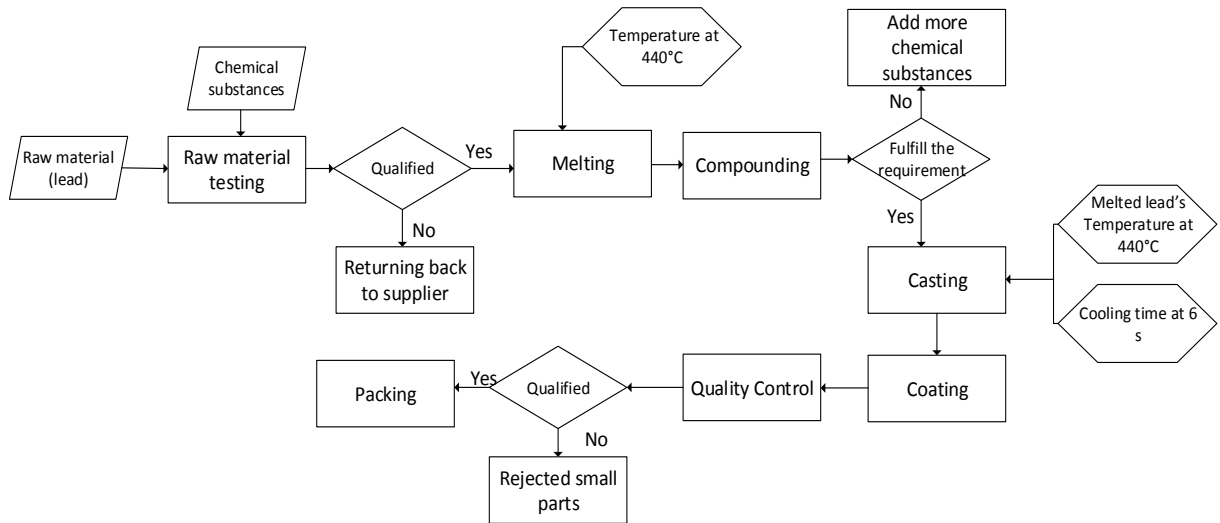 Chemical
substances
Raw material
(lead)
Raw material
testing
Qualified
Yes
No
Returning back
to supplier
Temperature at
440°C
Melting
Compounding
Add more
chemical
substances
No
Fulfill the
requirement
Yes
Melted lead's
Temperature at
440°C
Casting
Cooling time at 6
s
Coating
Quality Control
Qualified
Yes
Packing
No
Rejected small
parts